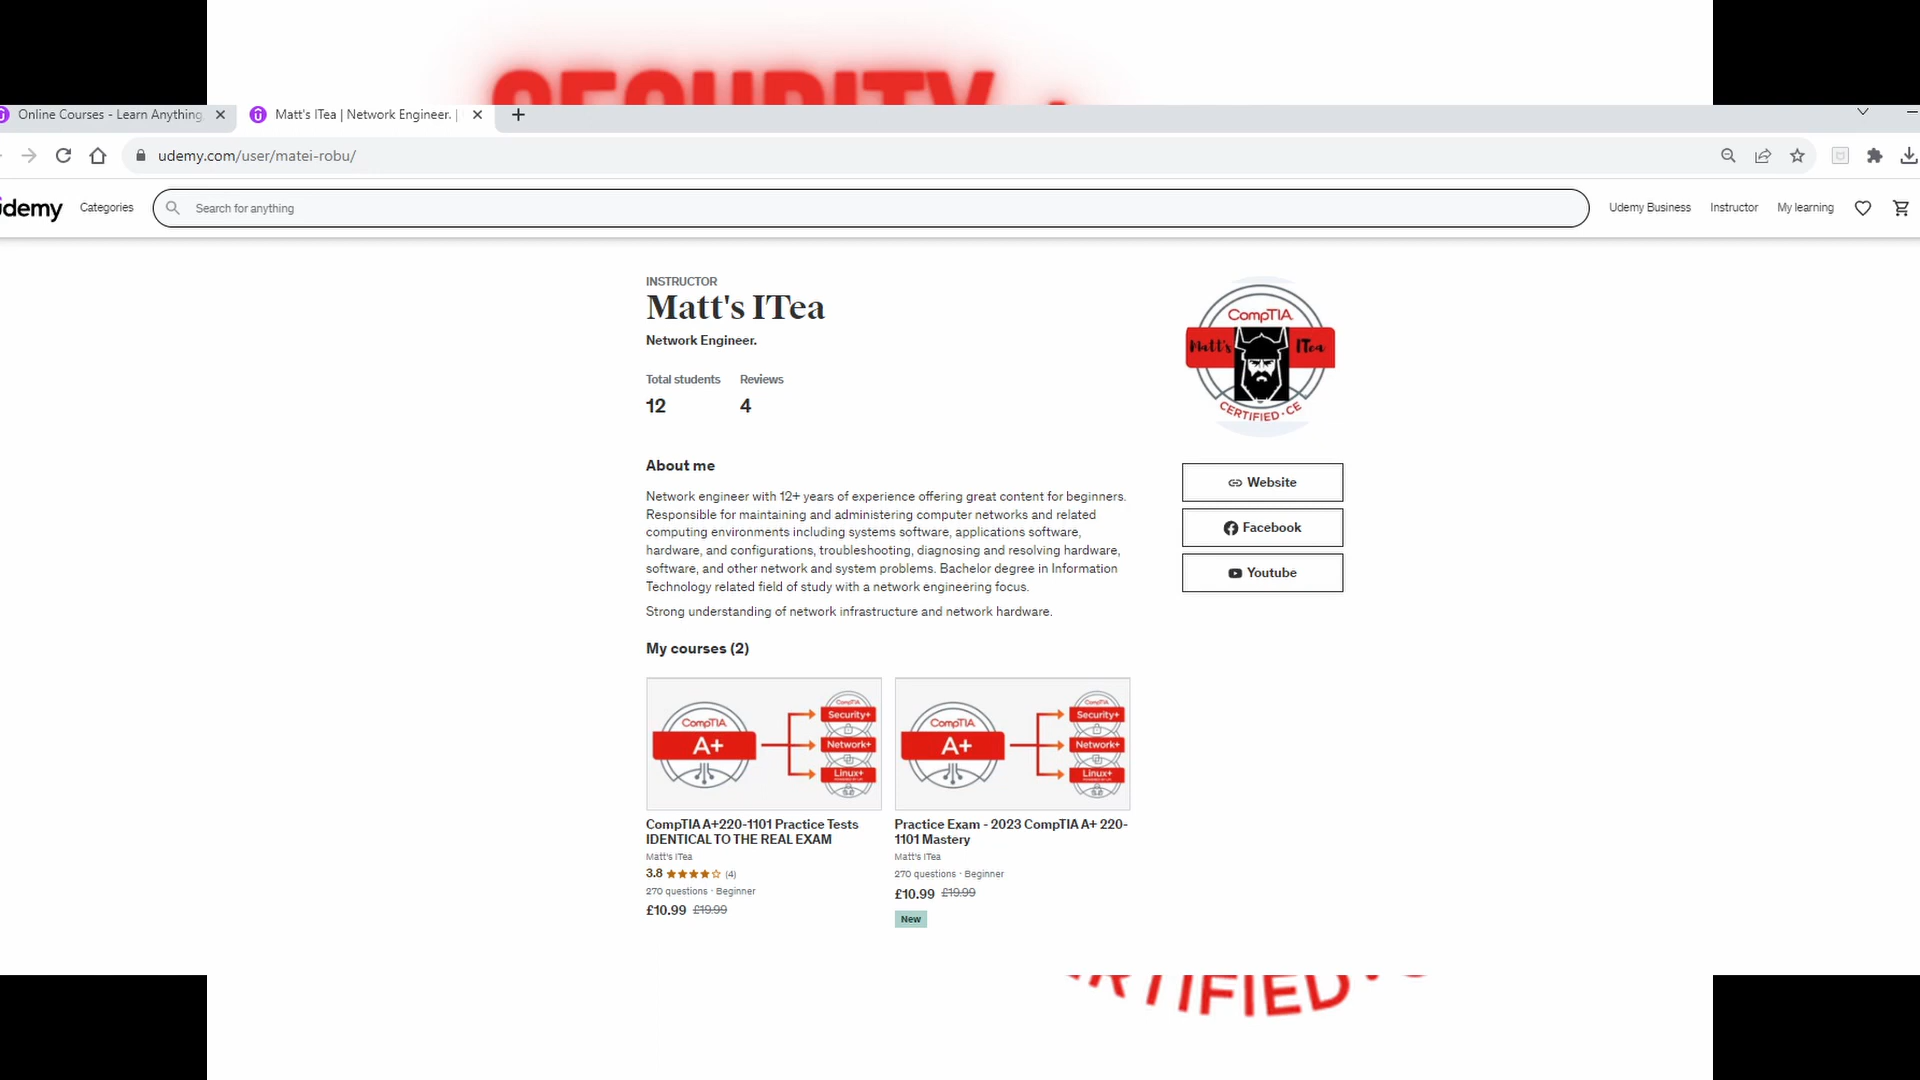 SECURITY +
Online Courses - Learn Anything,
Matt's ITea | Network Engineer. |
udemy.com/user/matei-robu/
udemy
Categories
Search for anything
Udemy Business
Instructor
My learning
INSTRUCTOR
Matt's ITea
Network Engineer.
Total students
Reviews
12
4
CompTIA
Matt's ITea
CERTIFIED·CE
About me
Network engineer with 12+ years of experience offering great content for beginners.
Responsible for maintaining and administering computer networks and related
computing environments including systems software, applications software,
hardware, and configurations, troubleshooting, diagnosing and resolving hardware,
software, and other network and system problems. Bachelor degree in Information
Technology related field of study with a network engineering focus.
Strong understanding of network infrastructure and network hardware.
Website
Facebook
Youtube
My courses (2)
CompTIA
A+
CompTIA
Security+
Network+
Linux+
CompTIA A+220-1101 Practice Tests
IDENTICAL TO THE REAL EXAM
Matt's ITea
3.8 (4)
270 questions · Beginner
£10.99 £19.99
CompTIA
A+
CompTIA
Security+
Network+
Linux+
Practice Exam - 2023 CompTIA A+ 220-
1101 Mastery
Matt's ITea
270 questions · Beginner
£10.99 £19.99
New